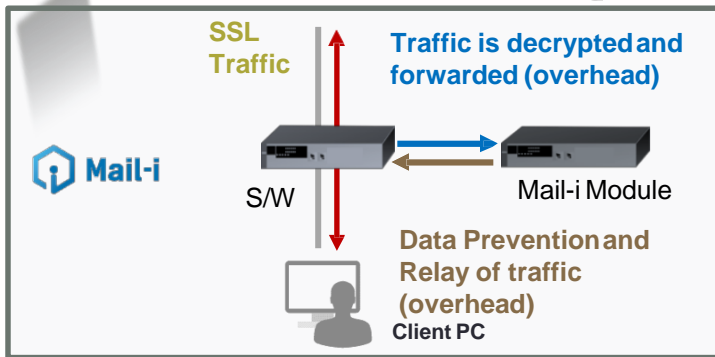 SSL
Traffic
Traffic is decrypted and
forwarded (overhead)
Mail-i
S/W
Mail-i Module
Data Prevention and
Relay of traffic
(overhead)
Client PC